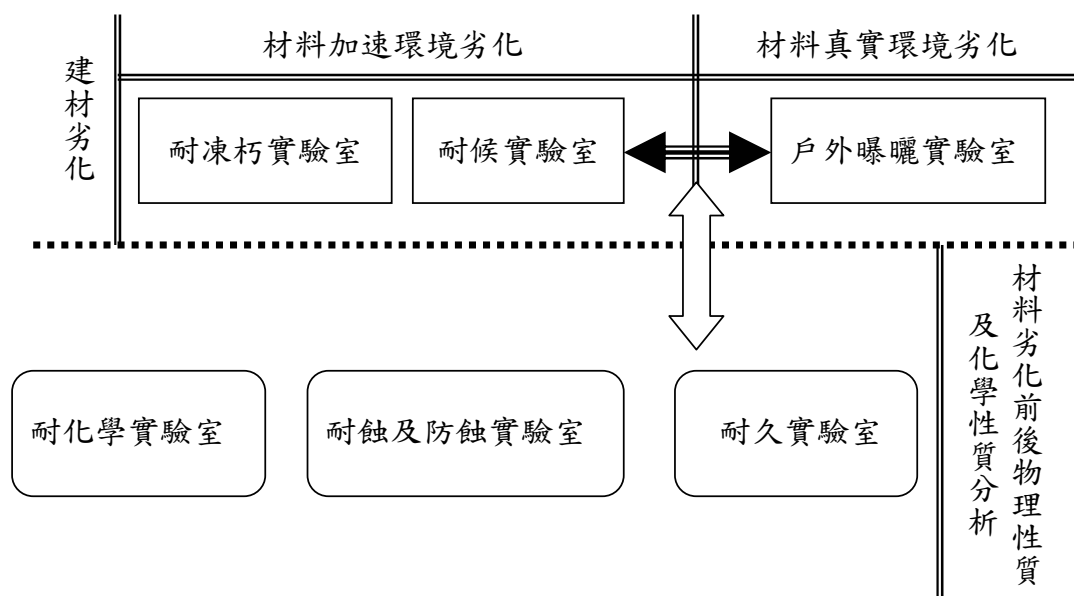 材料加速環境劣化
材料真實環境劣化
建材劣化
耐凍朽實驗室
耐候實驗室
戶外曝曬實驗室
耐化學實驗室
耐蝕及防蝕實驗室
耐久實驗室
材料劣化前後物理性質
及化學性質分析